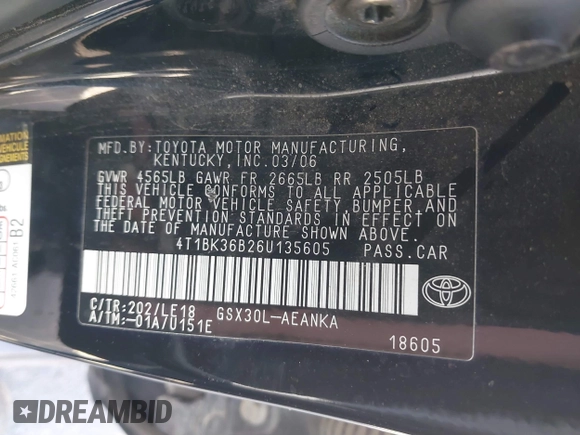 MFD.BY:TOYOTA MOTOR MANUFACTURING,
KENTUCKY, INC.03/06
GVWR 4565LB GAWR FR 2665LB RR 2505LB
THIS VEHICLE CONFORMS TO ALL APPLICABLE
FEDERAL MOTOR VEHICLE SAFETY, BUMPER, AND
THEFT PREVENTION STANDARDS IN EFFECT ON
THE DATE OF MANUFACTURE SHOWN ABOVE.
4T1BK36B26U135605 PASS.CAR
C/TR:202/LF18 GSX30L-AEANKA
A/TM:-01A/U151E
18605
B2
DREAMBID